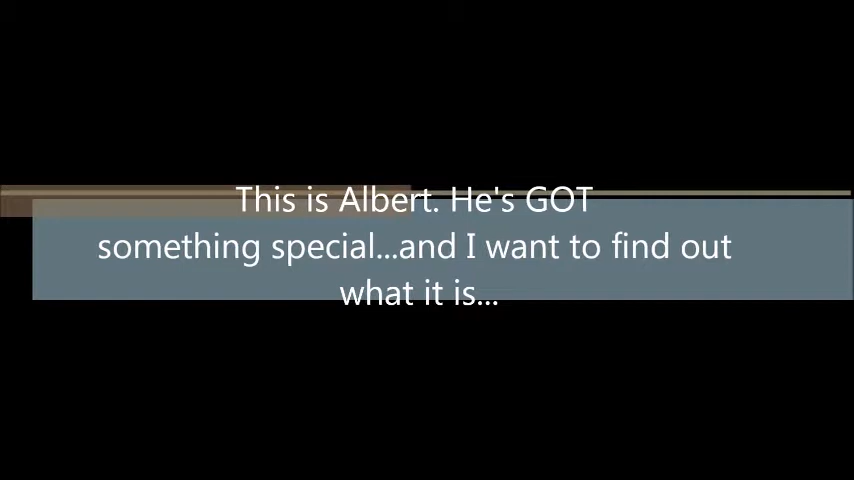 This is Albert. He's GOT
something special...and I want to find out
what it is...